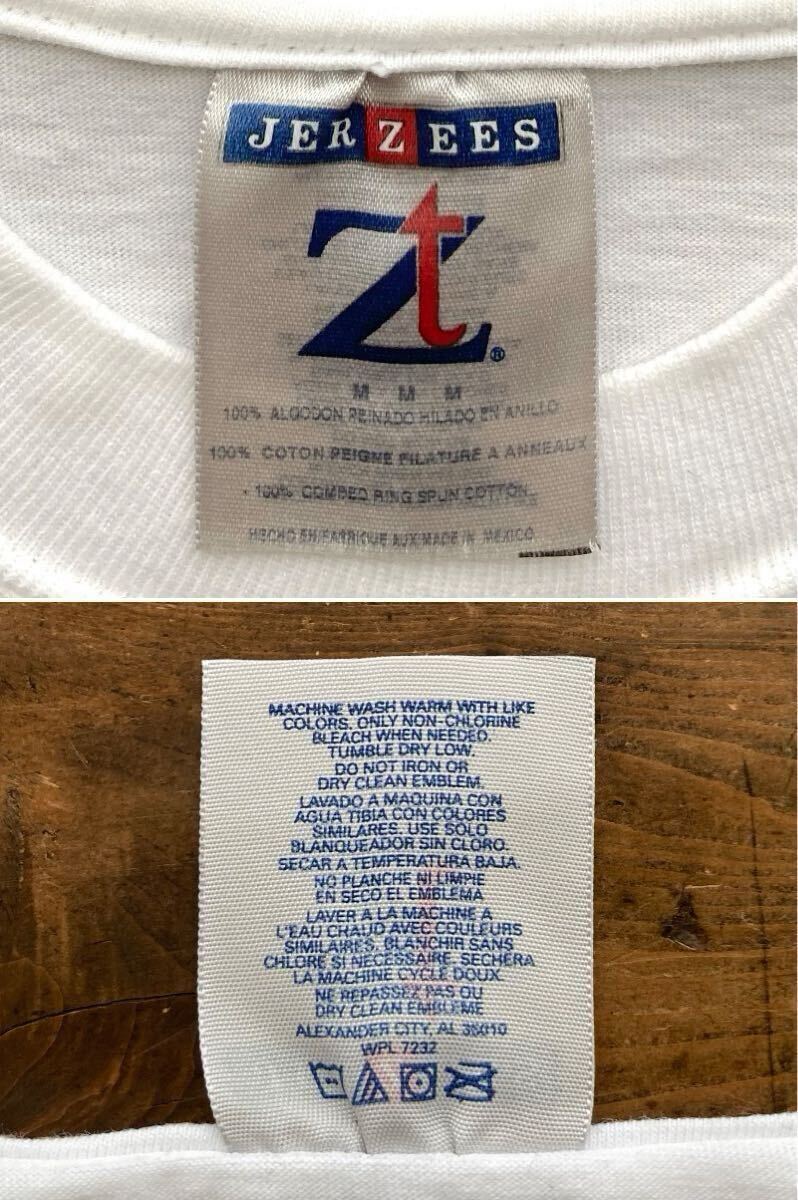 JERZEES
Zt®
M M M
100% ALGODON PEINADO HILADO EN ANILLO
100% COTON PEIGNE FILATURE A ANNEAUX
100% COMBED RING SPUN COTTON
HECHO EN/FABRIQUE AUX/MADE IN MEXICO
MACHINE WASH WARM WITH LIKE
COLORS. ONLY NON-CHLORINE
BLEACH WHEN NEEDED.
TUMBLE DRY LOW.
DO NOT IRON OR
DRY CLEAN EMBLEM.
LAVADO A MAQUINA CON
AGUA TIBIA CON COLORES
SIMILARES. USE SOLO
BLANQUEADOR SIN CLORO.
SECAR A TEMPERATURA BAJA.
NO PLANCHE NI LIMPIE
EN SECO EL EMBLEMA
LAVER A LA MACHINE A
L'EAU CHAUD AVEC COULEURS
SIMILAIRES. BLANCHIR SANS
CHLORE SI NECESSAIRE. SECHERA
LA MACHINE CYCLE DOUX
NE REPASSEZ PAS OU
DRY CLEAN EMBLEME
ALEXANDER CITY, AL 35010
WPL 7232